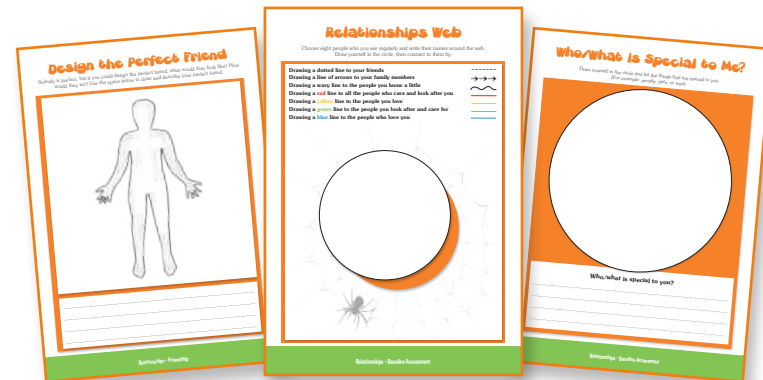 Design the Perfect Friend
Nobody is perfect, but if you could design the perfect friend, what would they look like? How
would they act? Use the space below to draw and describe your perfect friend.
Relationships - Friendship
Relationships Web
Choose eight people who you see regularly and write their names around the web.
Draw yourself in the circle, then connect to them by:
Drawing a dotted line to your friends
Drawing a line of arrows to your family members
Drawing a wavy line to the people you know a little
Drawing a red line to all the people who care and look after you
Drawing a yellow line to the people you love
Drawing a green line to the people you look after and care for
Drawing a blue line to the people who love you
Relationships - Baseline Assessment
Who/What Is Special to Me?
Draw yourself in the circle and list the things that are special to you
(For example: people, pets, or toys)
Who/what is special to you?
Relationships - Baseline Assessment